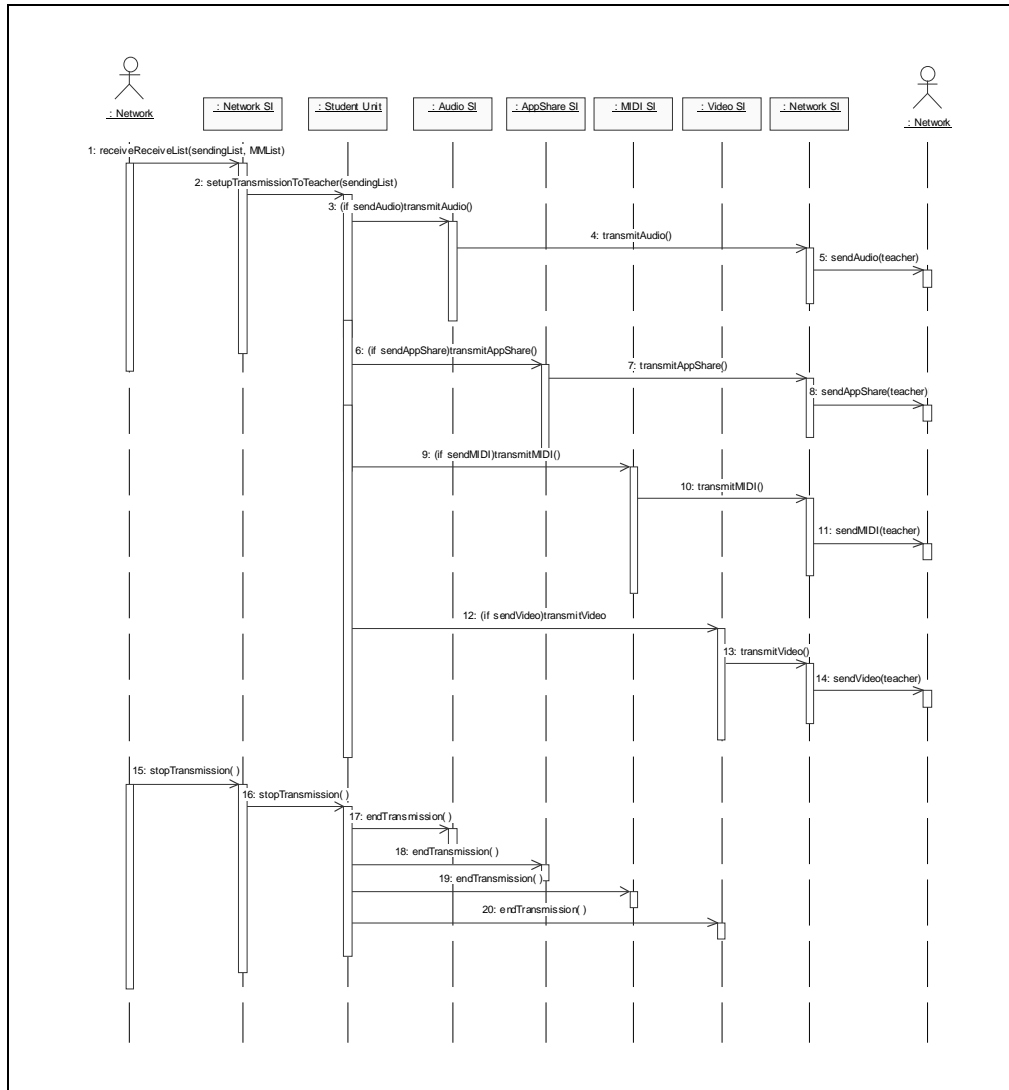 : Network
: Network SI
: Student Unit
: Audio SI
: AppShare SI
: MIDI SI
: Video SI
: Network SI
: Network
1: receiveReceiveList(sendingList, MMList)
2: setupTransmissionToTeacher(sendingList)
3: (if sendAudio)transmitAudio()
4: transmitAudio()
5: sendAudio(teacher)
6: (if sendAppShare)transmitAppShare()
7: transmitAppShare()
8: sendAppShare(teacher)
9: (if sendMIDI)transmitMIDI()
10: transmitMIDI()
11: sendMIDI(teacher)
12: (if sendVideo)transmitVideo
13: transmitVideo()
14: sendVideo(teacher)
15: stopTransmission( )
16: stopTransmission( )
17: endTransmission( )
18: endTransmission( )
19: endTransmission( )
20: endTransmission( )